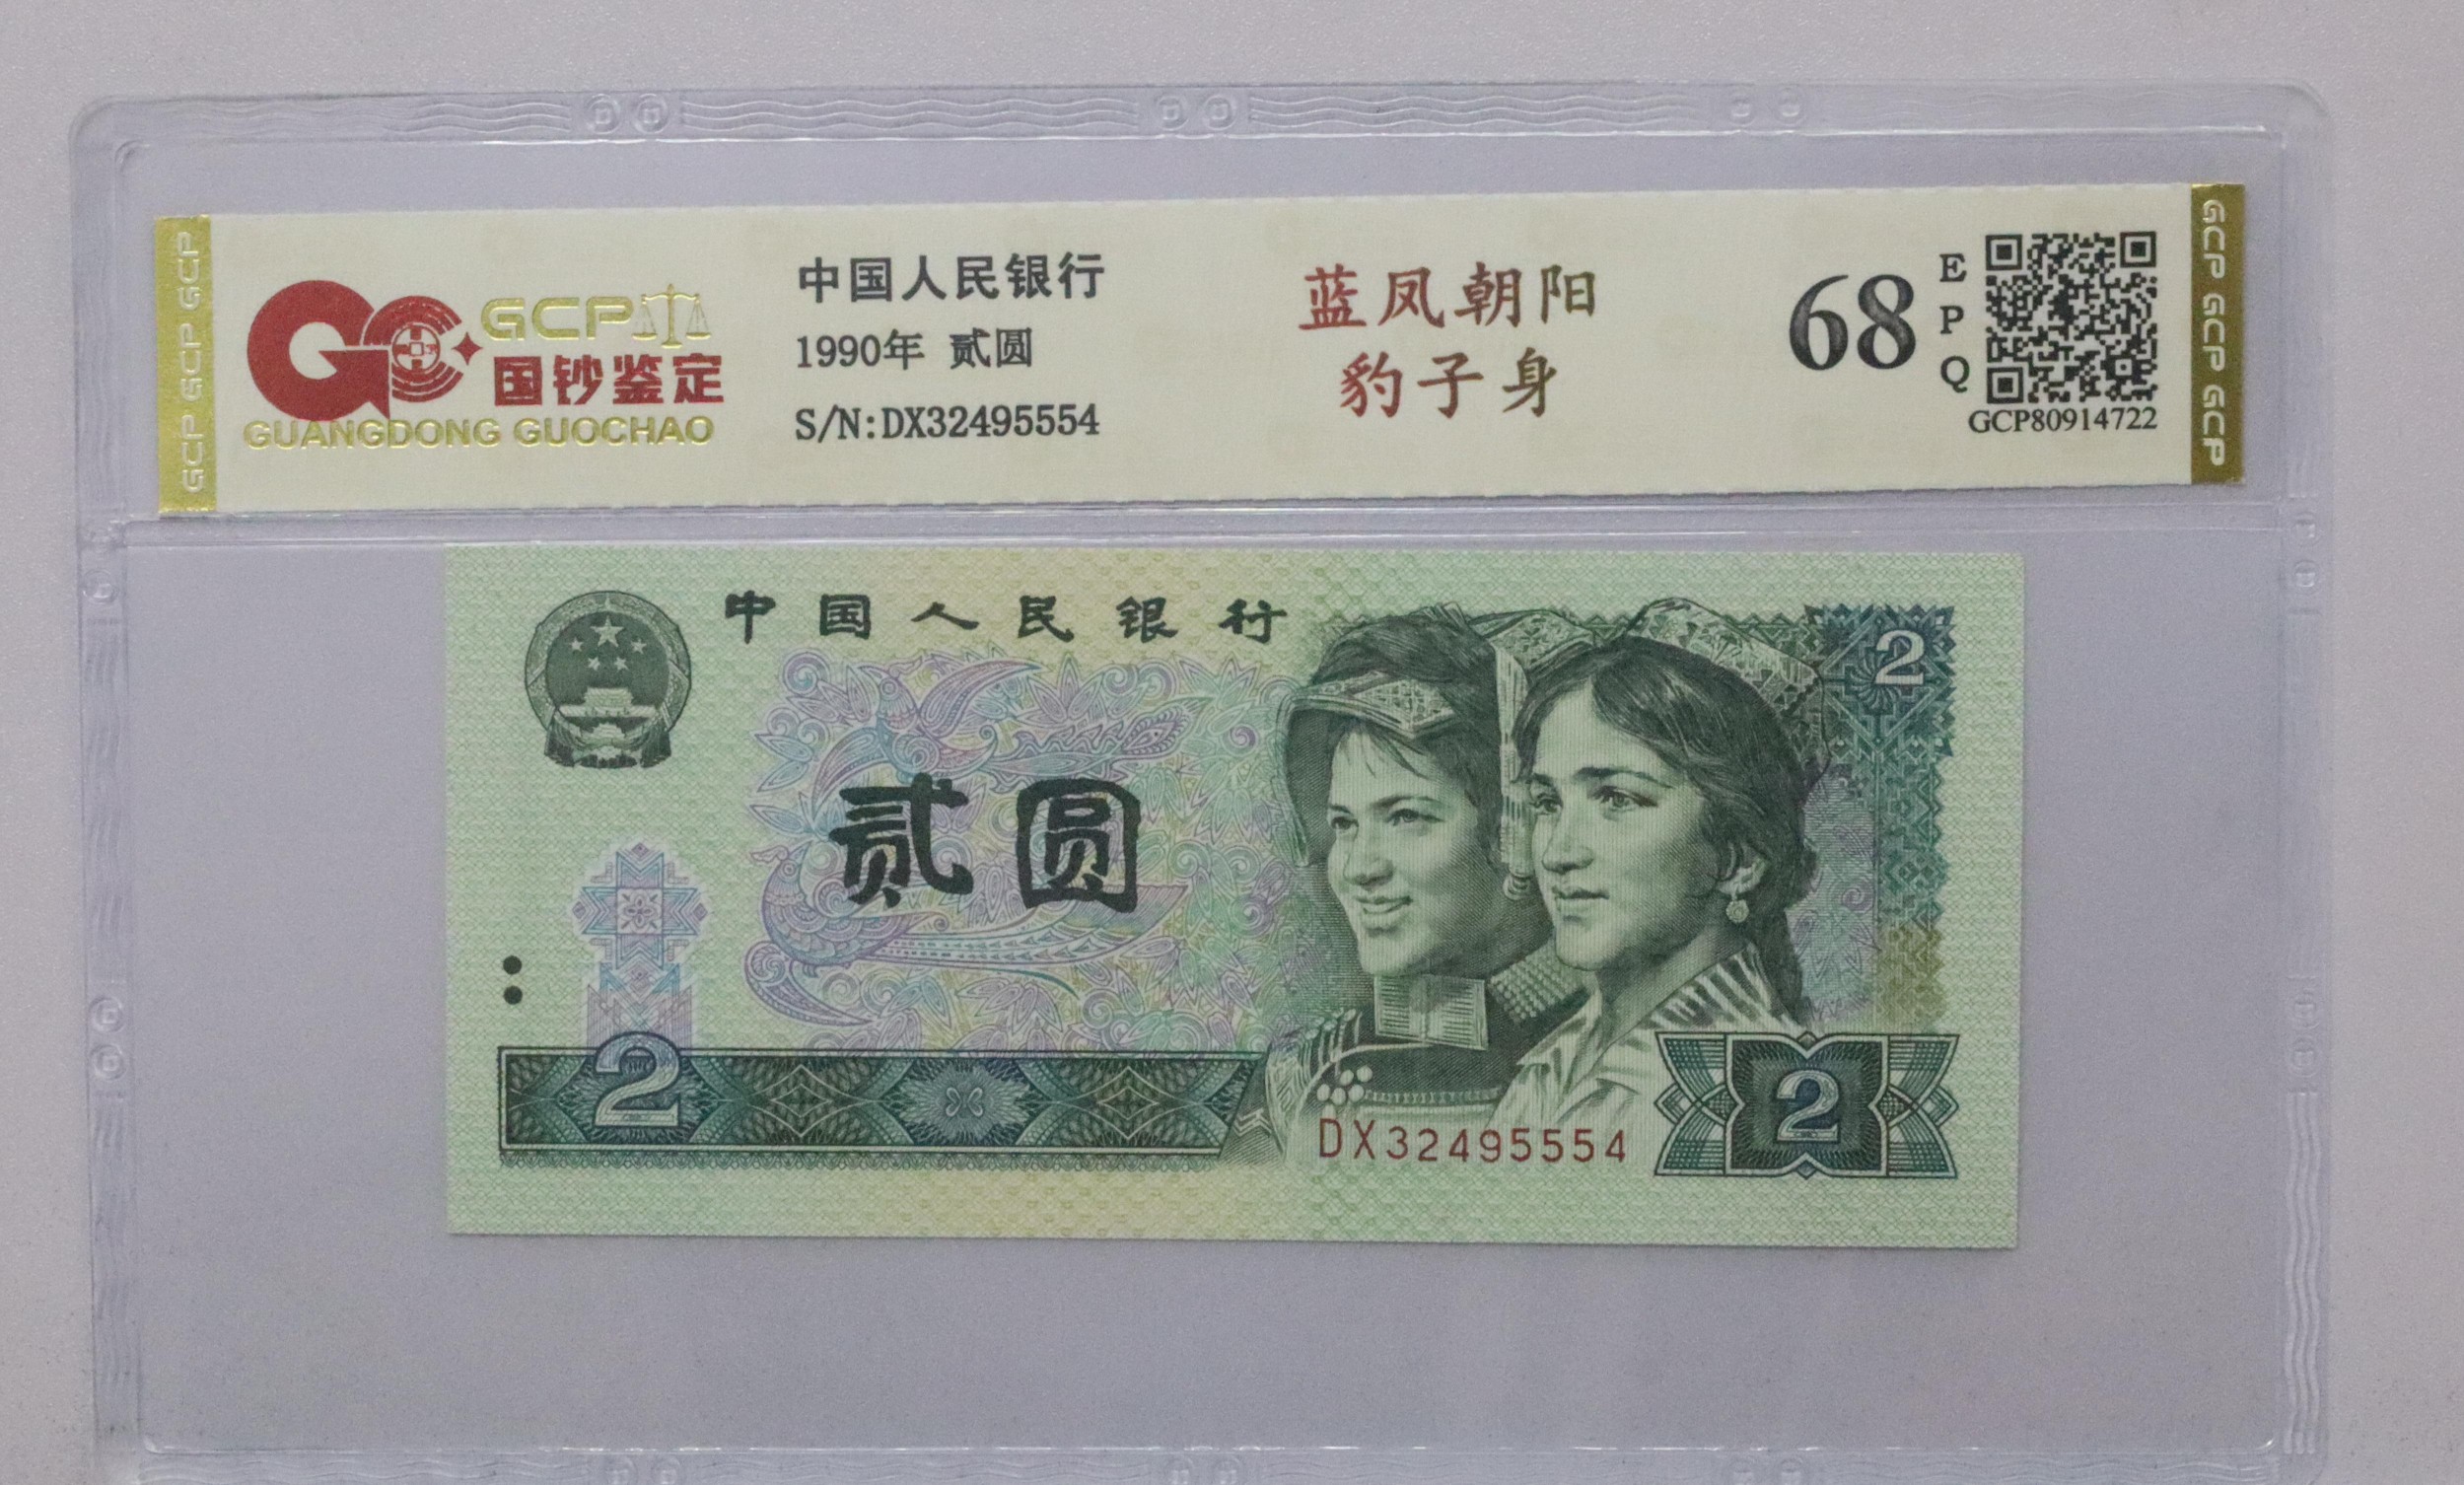 GCP GCP GCP
GCP
国钞鉴定
GUANGDONG GUOCHAO
中国人民银行
1990年 贰圆
S/N:DX32495554
蓝凤朝阳
豹子身
68
E
P
Q
GCP80914722
GCP GCP GCP
中国人民银行
2
贰圆
2
DX32495554
2